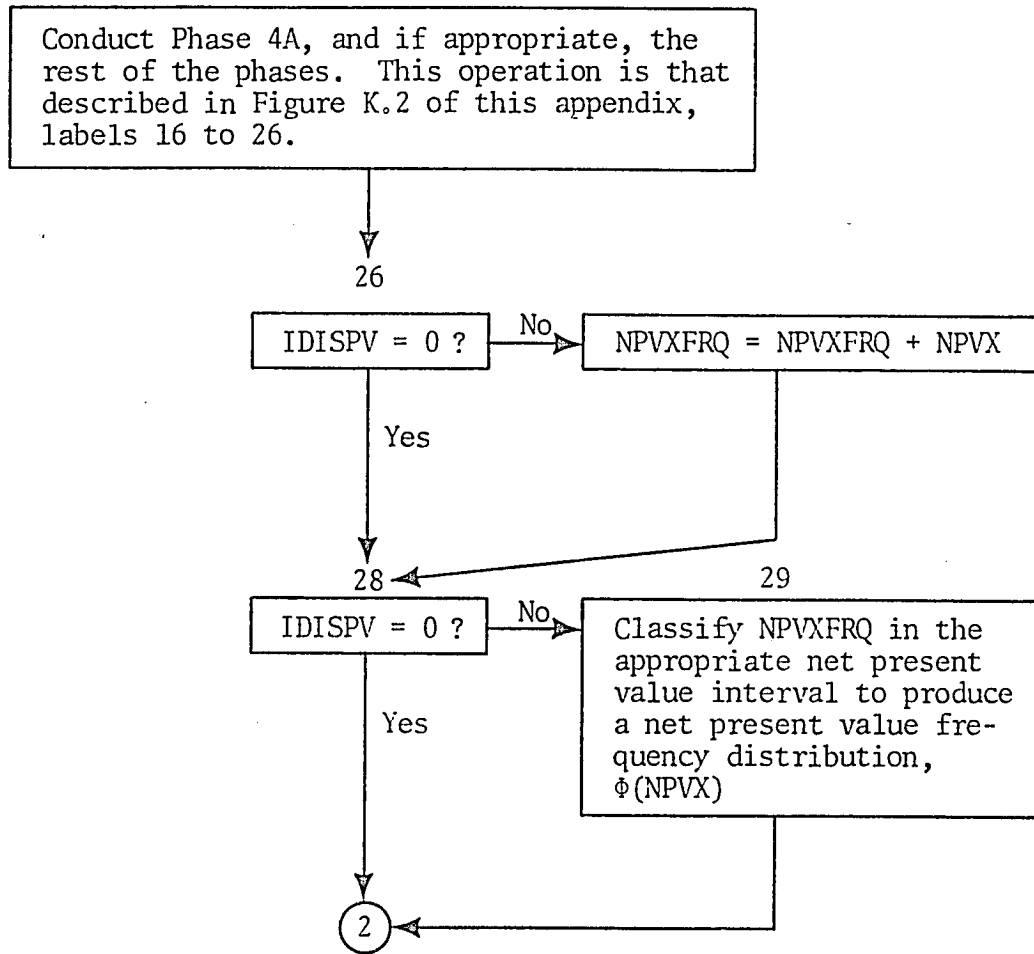 Conduct Phase 4A, and if appropriate, the
rest of the phases. This operation is that
described in Figure K.2 of this appendix,
labels 16 to 26.
26
IDISPV = 0 ?
No
NPVXFRQ = NPVXFRQ + NPVX
Yes
28
29
IDISPV = 0 ?
No
Classify NPVXFRQ in the
appropriate net present
value interval to produce
a net present value fre-
quency distribution,
Φ(NPVX)
Yes
2